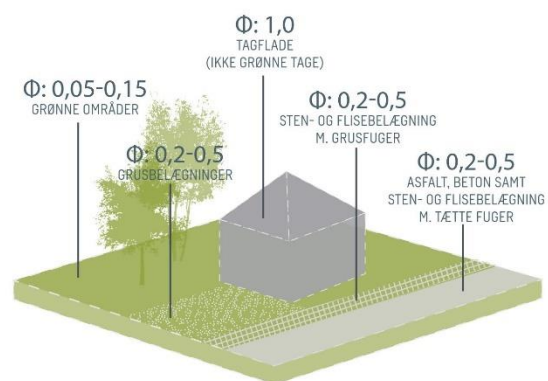 Φ: 1,0
TAGFLADE
(IKKE GRØNNE TAGE)
Φ: 0,05-0,15
GRØNNE OMRÅDER
Φ: 0,2-0,5
STEN- OG FLISEBELÆGNING
M. GRUSFUGER
Φ: 0,2-0,5
GRUSBELÆGNINGER
Φ: 0,2-0,5
ASFALT, BETON SAMT
STEN- OG FLISEBELÆGNING
M. TÆTTE FUGER